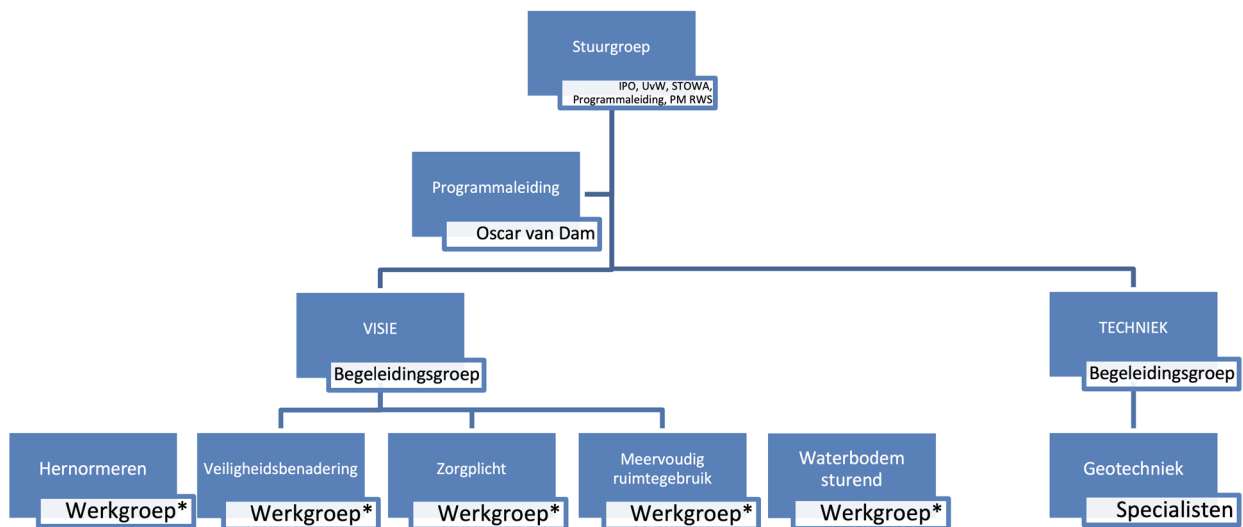 Stuurgroep
IPO, UvW, STOWA,
Programmaleiding, PM RWS
Programmaleiding
Oscar van Dam
VISIE
Begeleidingsgroep
TECHNIEK
Begeleidingsgroep
Hernormeren
Werkgroep*
Veiligheidsbenadering
Werkgroep*
Zorgplicht
Werkgroep*
Meervoudig
ruimtegebruik
Werkgroep*
Waterbodem
sturend
Werkgroep*
Geotechniek
Specialisten